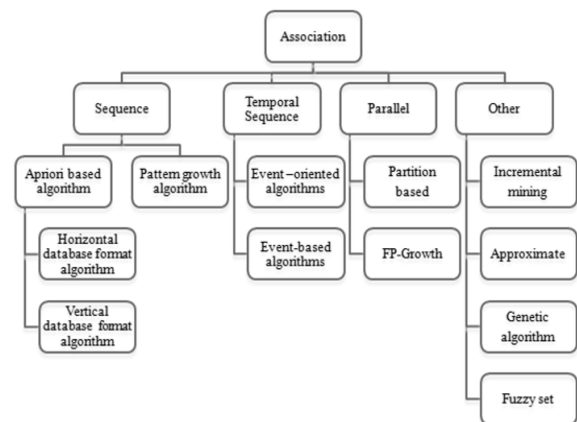 Association
Sequence
Temporal
Sequence
Parallel
Other
Apriori based
algorithm
Pattern growth
algorithm
Event –oriented
algorithms
Partition
based
Incremental
mining
Horizontal
database format
algorithm
Event-based
algorithms
FP-Growth
Approximate
Vertical
database format
algorithm
Genetic
algorithm
Fuzzy set